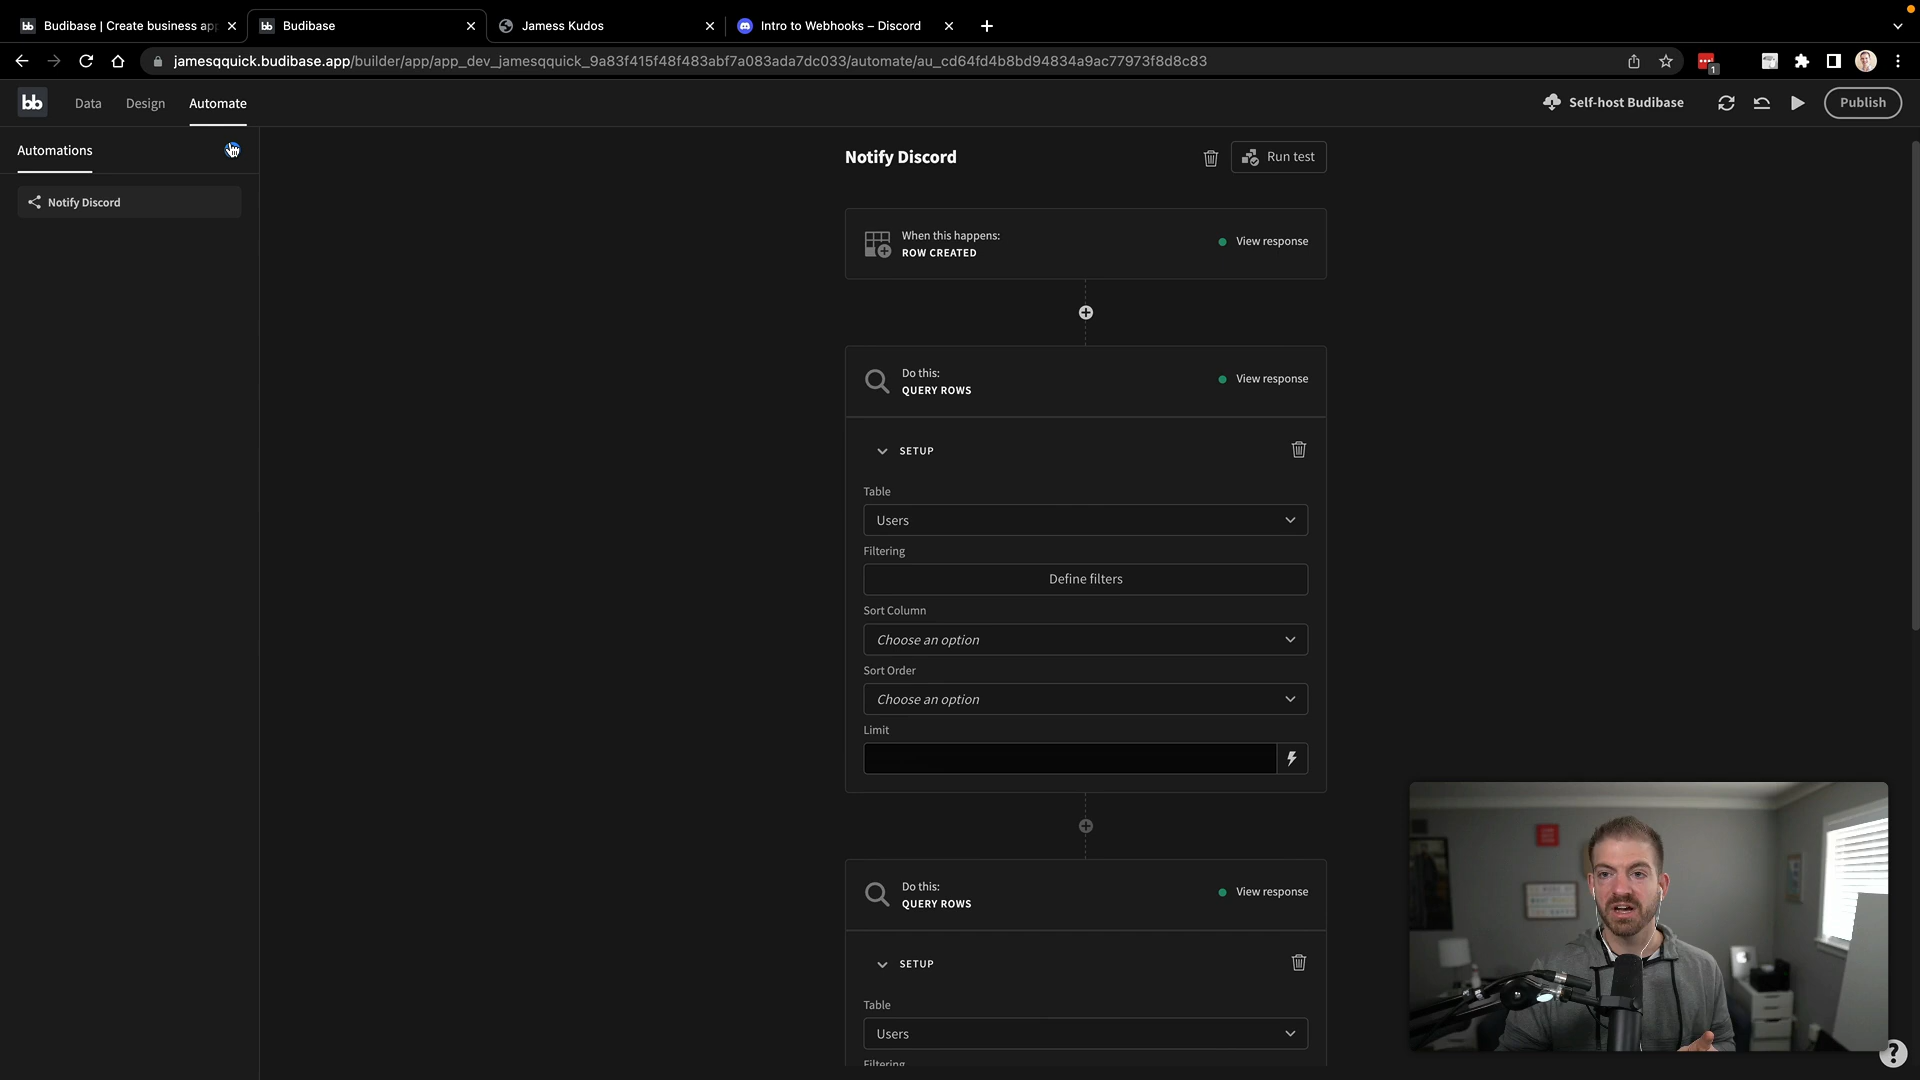 Budibase | Create business app
Budibase
Jamess Kudos
Intro to Webhooks – Discord
jamesqquick.budibase.app/builder/app/app_dev_jamesqquick_9a83f415f48f483abf7a083ada7dc033/automate/au_cd64fd4b8bd94834a9ac77973f8d8c83
1
bb
Data
Design
Automate
Self-host Budibase
Publish
Automations
Notify Discord
Notify Discord
Run test
When this happens:
ROW CREATED
View response
Do this:
QUERY ROWS
View response
SETUP
Table
Users
Filtering
Define filters
Sort Column
Choose an option
Sort Order
Choose an option
Limit
Do this:
QUERY ROWS
View response
SETUP
Table
Users
Filtering
?